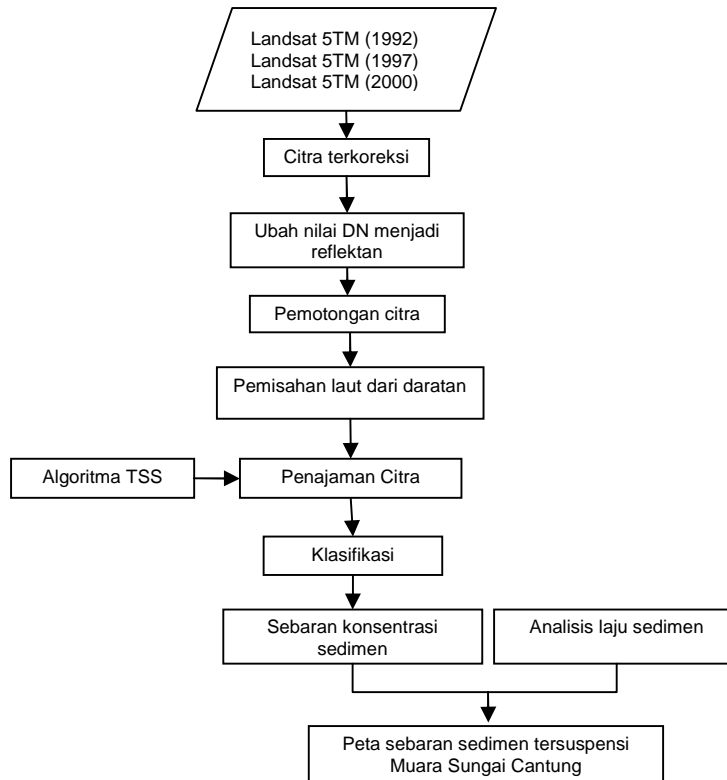 Landsat 5TM (1992)
Landsat 5TM (1997)
Landsat 5TM (2000)
Citra terkoreksi
Ubah nilai DN menjadi
reflektan
Pemotongan citra
Pemisahan laut dari daratan
Algoritma TSS
Penajaman Citra
Klasifikasi
Sebaran konsentrasi
sedimen
Analisis laju sedimen
Peta sebaran sedimen tersuspensi
Muara Sungai Cantung